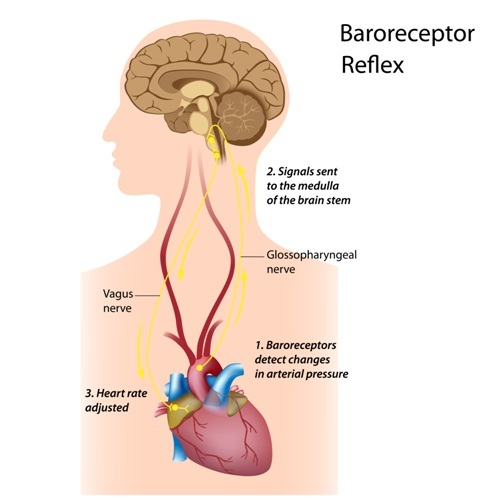 Baroreceptor
Reflex
2. Signals sent
to the medulla
of the brain stem
Glossopharyngeal
nerve
Vagus
nerve
1. Baroreceptors
detect changes
in arterial pressure
3. Heart rate
adjusted